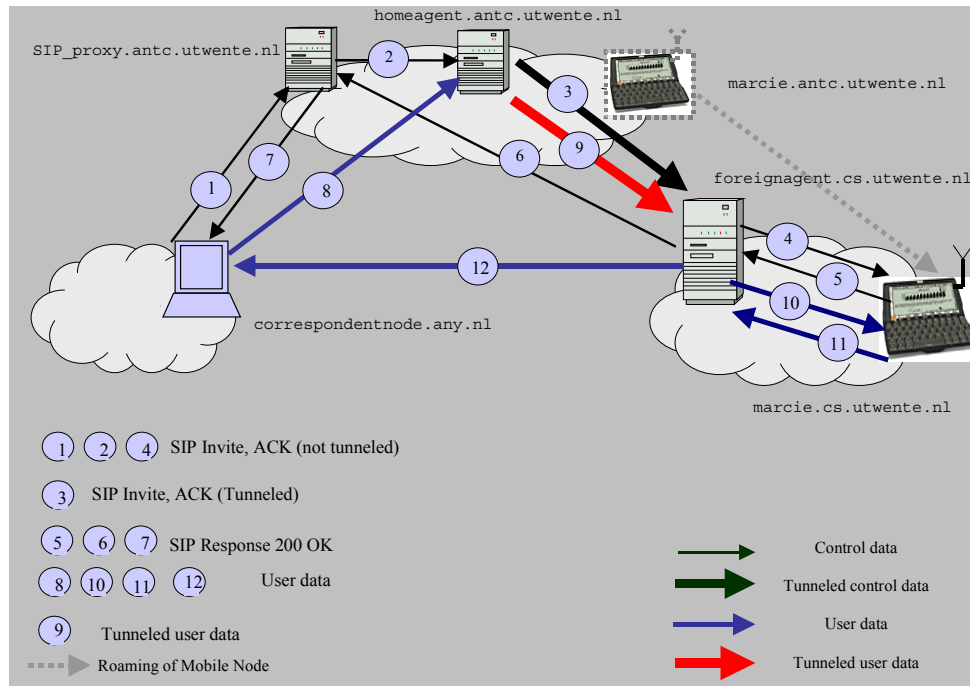 homeagent.antc.utwente.nl
SIP_proxy.antc.utwente.nl
2
marcie.antc.utwente.nl
3
7
6
9
1
8
foreignagent.cs.utwente.nl
4
12
5
10
correspondentnode.any.nl
11
marcie.cs.utwente.nl
1 2 4 SIP Invite, ACK (not tunneled)
3 SIP Invite, ACK (Tunneled)
5 6 7 SIP Response 200 OK
8 10 11 12 User data
9 Tunneled user data
Roaming of Mobile Node
Control data
Tunneled control data
User data
Tunneled user data